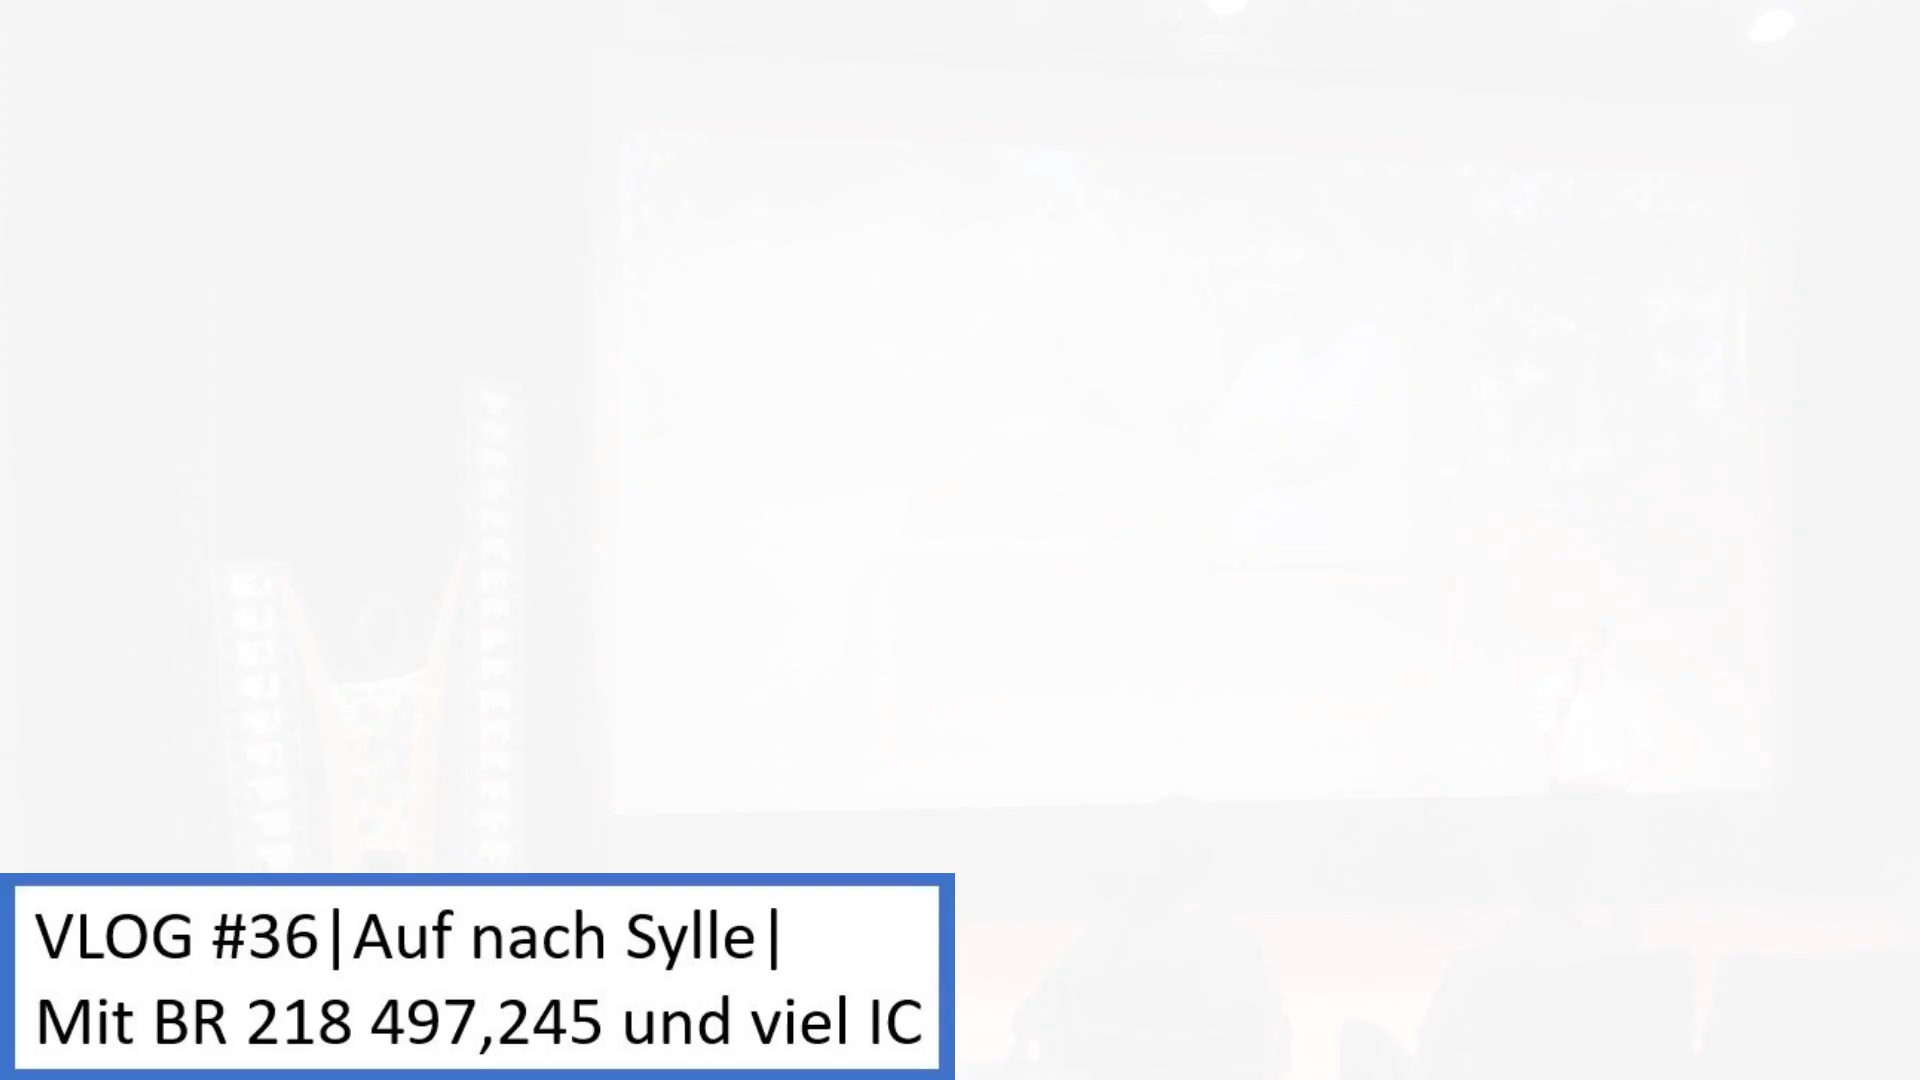 VLOG #36|Auf nach Sylle|
Mit BR 218 497,245 und viel IC